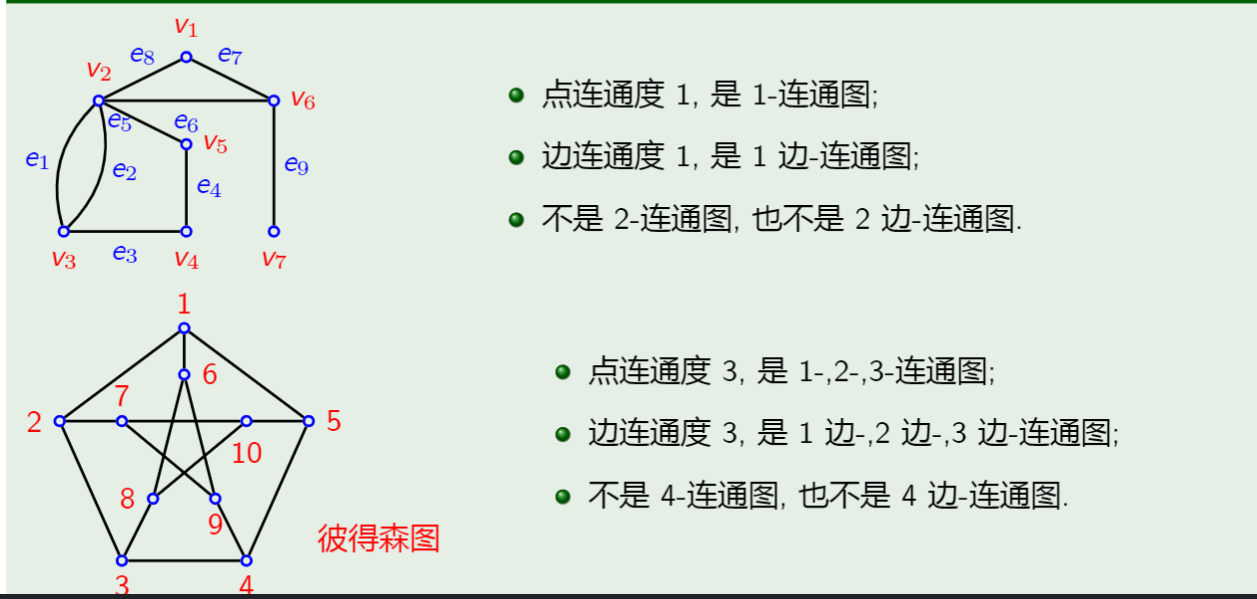 v1
e8 e7
v2
v6
e5 e6
v5
e1 e2 e9
e4
v3 e3 v4 v7
点连通度 1, 是 1-连通图;
边连通度 1, 是 1 边-连通图;
不是 2-连通图, 也不是 2 边-连通图.
1
6
7
2 5
10
8
9
3 4
彼得森图
点连通度 3, 是 1-,2-,3-连通图;
边连通度 3, 是 1 边-,2 边-,3 边-连通图;
不是 4-连通图, 也不是 4 边-连通图.